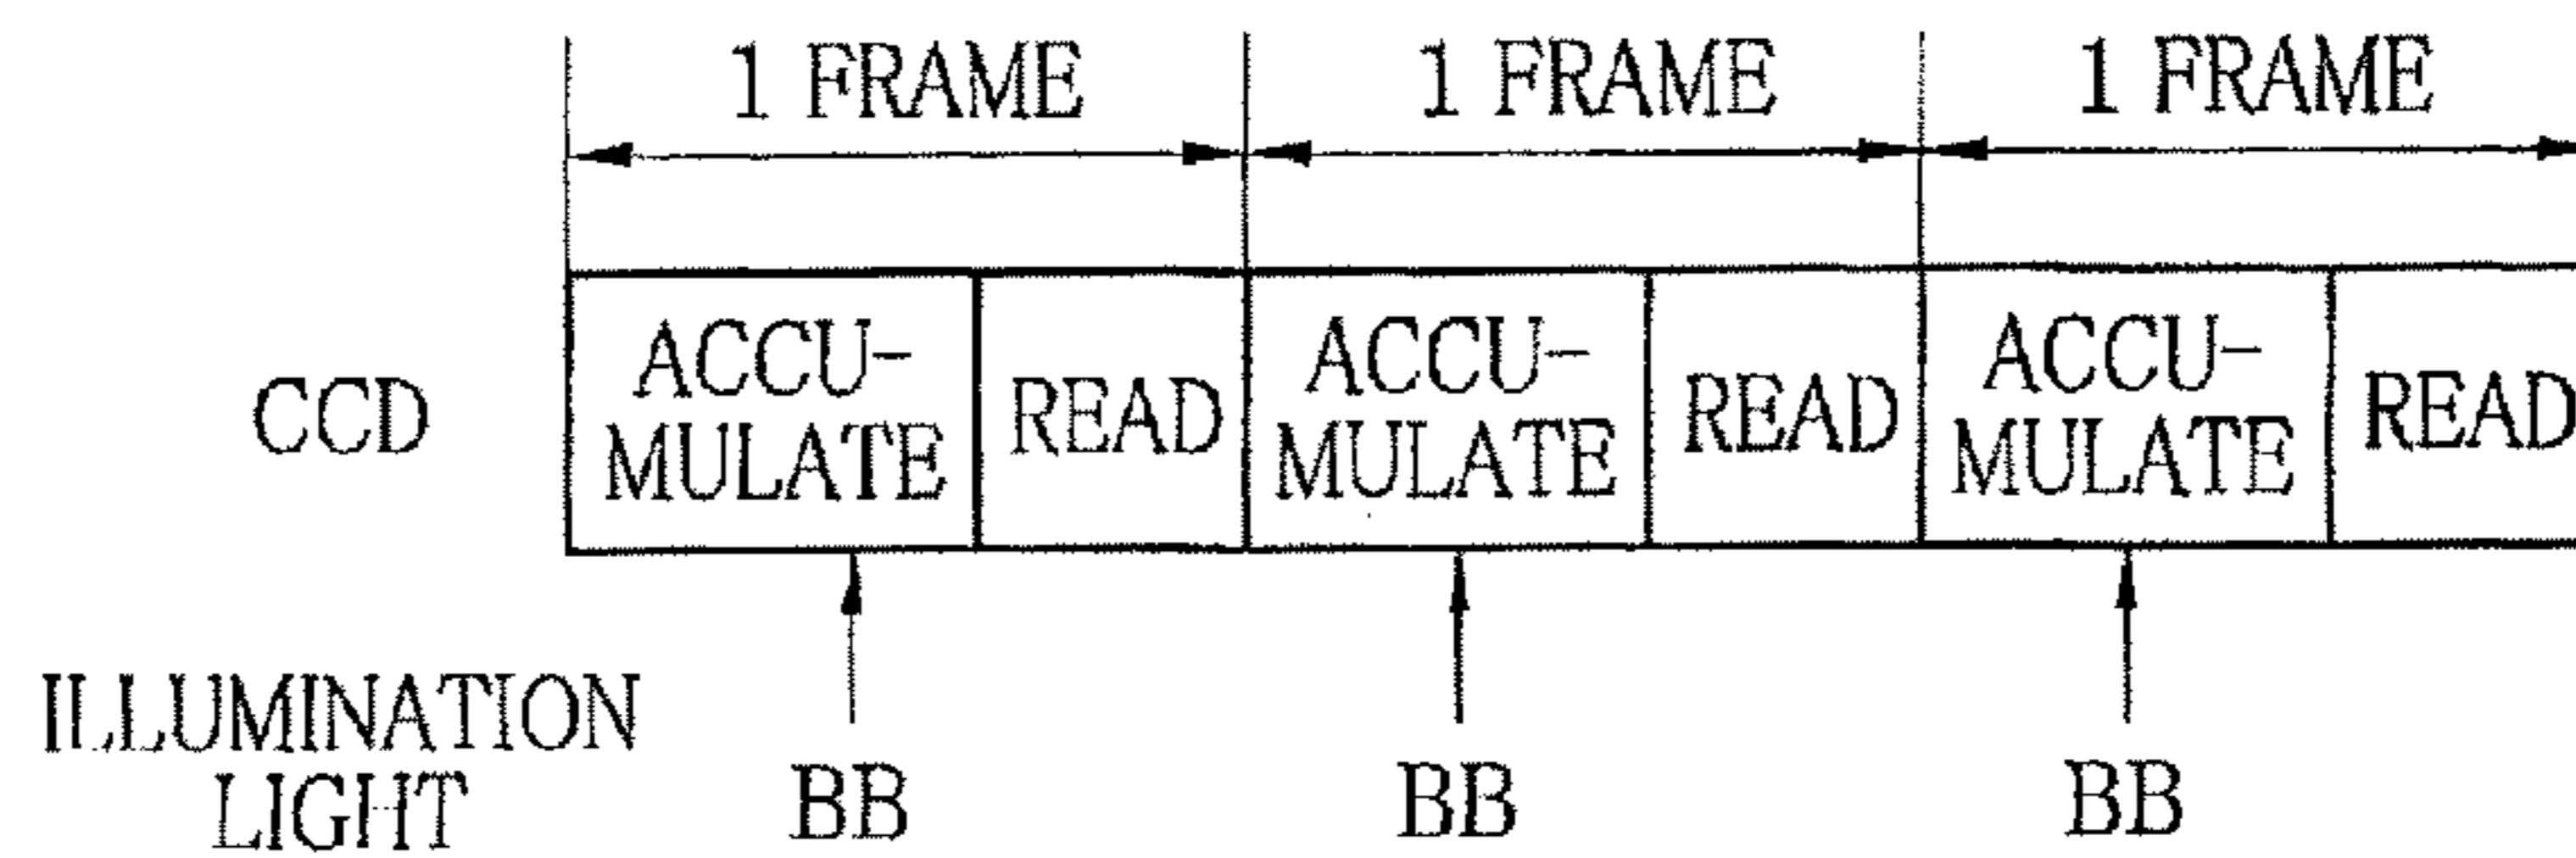 1 FRAME 1 FRAME 1 FRAME
CCD ACCU- READ ACCU- READ ACCU- READ
MULATE MULATE MULATE
ILLUMINATION
LIGHT BB BB BB